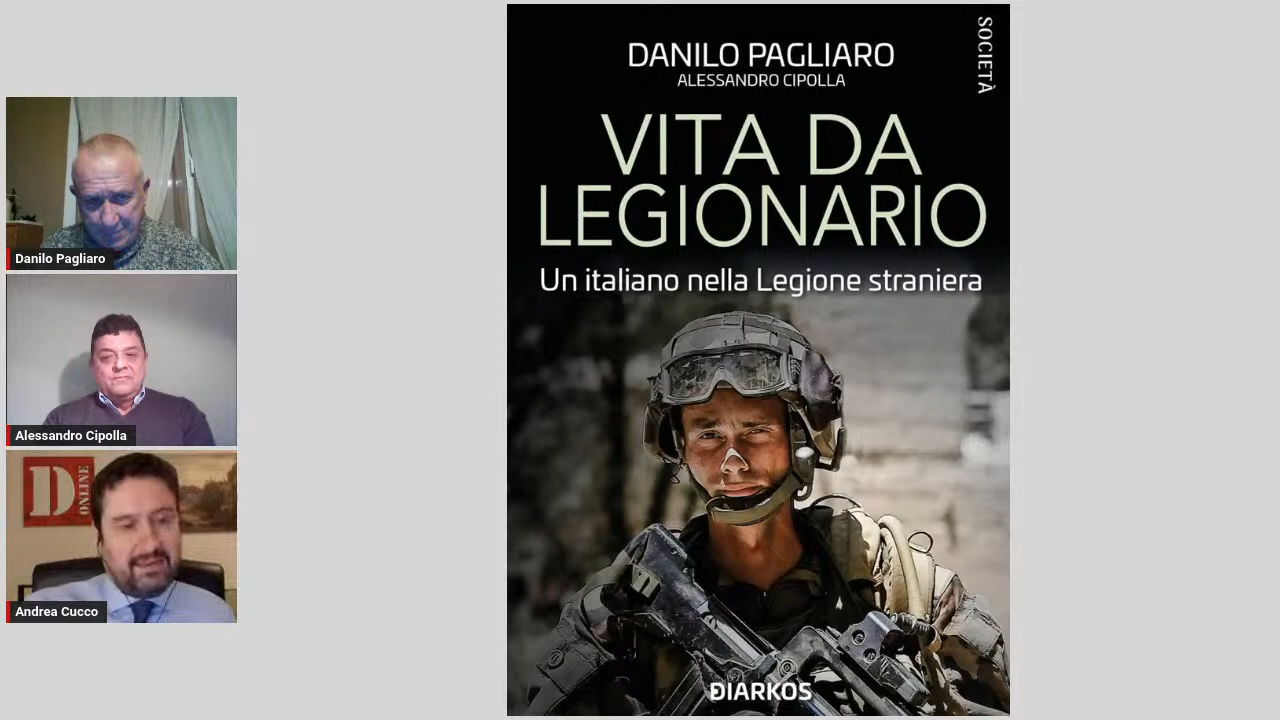 Danilo Pagliaro
Alessandro Cipolla
D
ONLINE
Andrea Cucco
SOCIETÀ
DANILO PAGLIARO
ALESSANDRO CIPOLLA
VITA DA
LEGIONARIO
Un italiano nella Legione straniera
DIARKOS